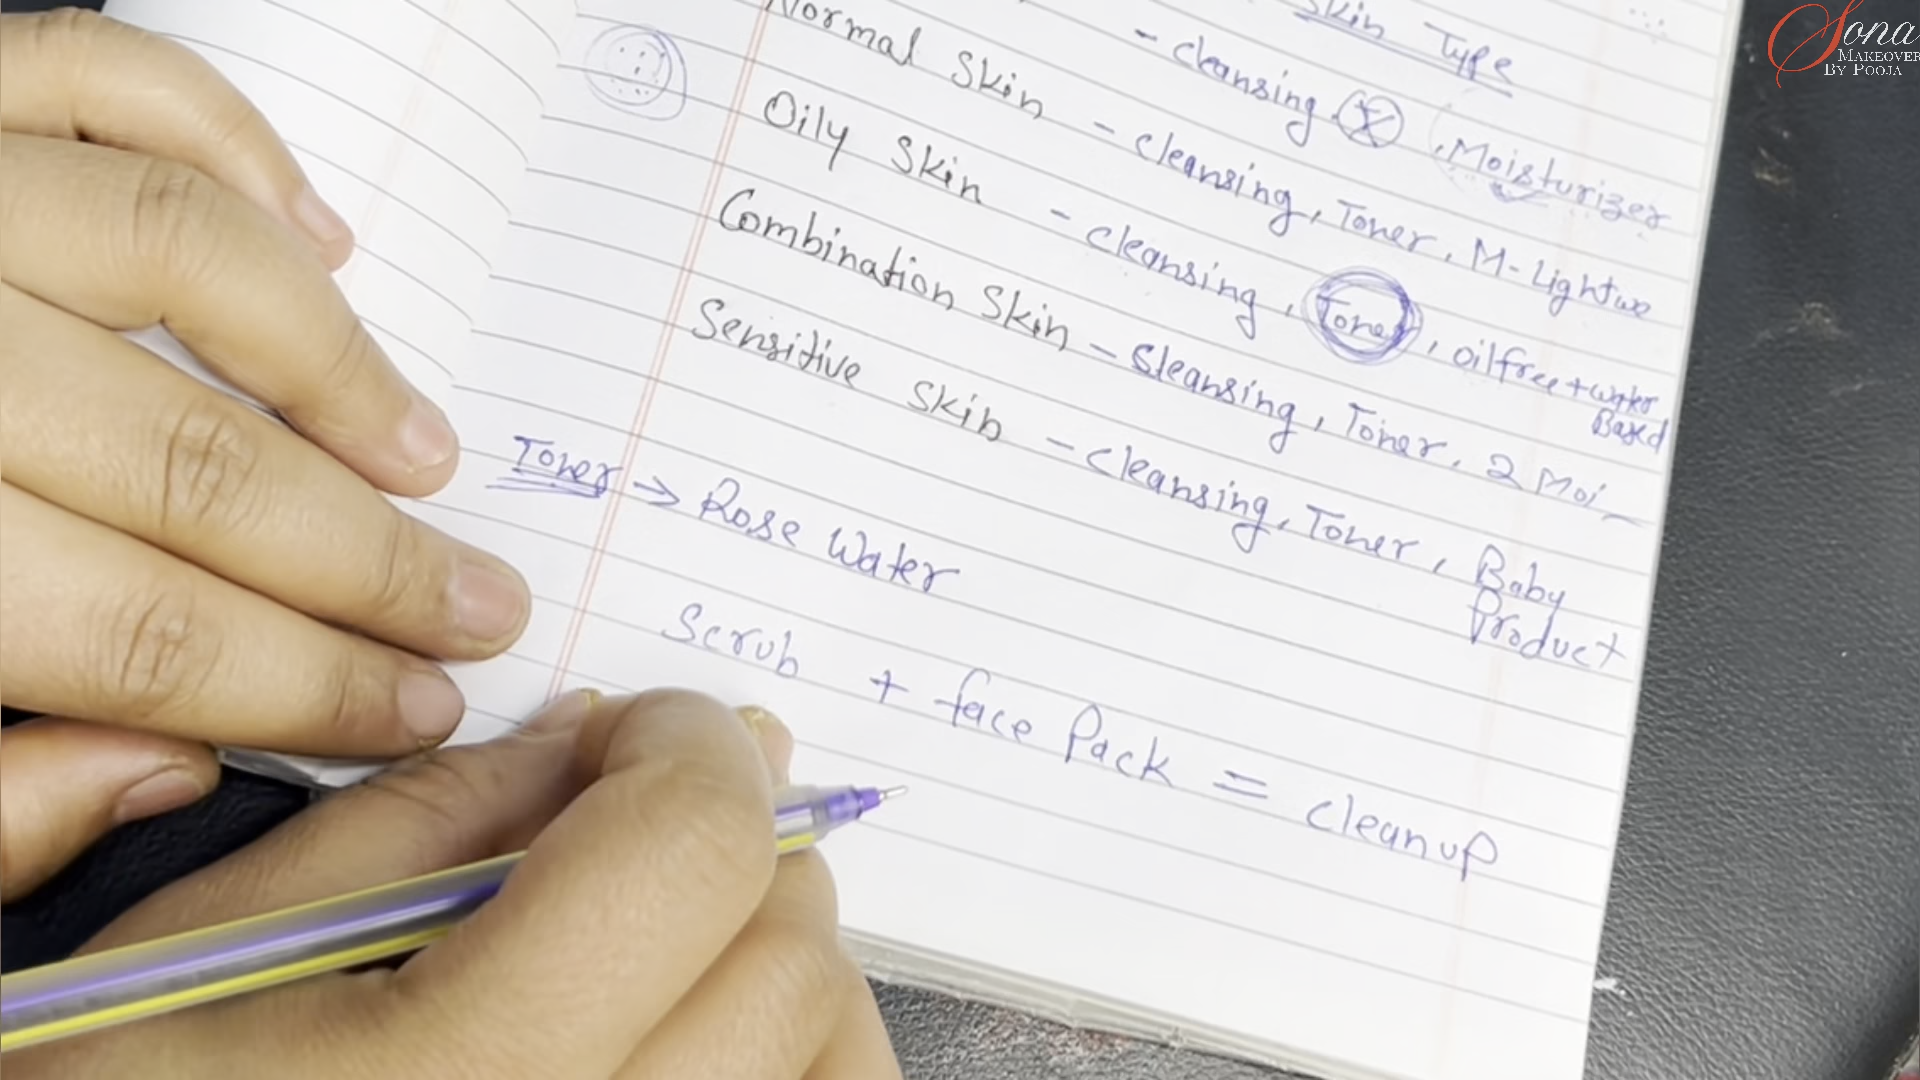 Skin Type
- cleansing X , Moisturizer
Normal Skin - cleansing, Toner, M-Lightwe
Oily Skin - cleansing, Toner, oilfree + water Based
Combination Skin - Sleansing, Toner, 2 Moi
Sensitive Skin - cleansing, Toner, Baby Product
Toner → Rose Water
Scrub + face Pack = cleanup
Sona
MAKEOVER
BY POOJA